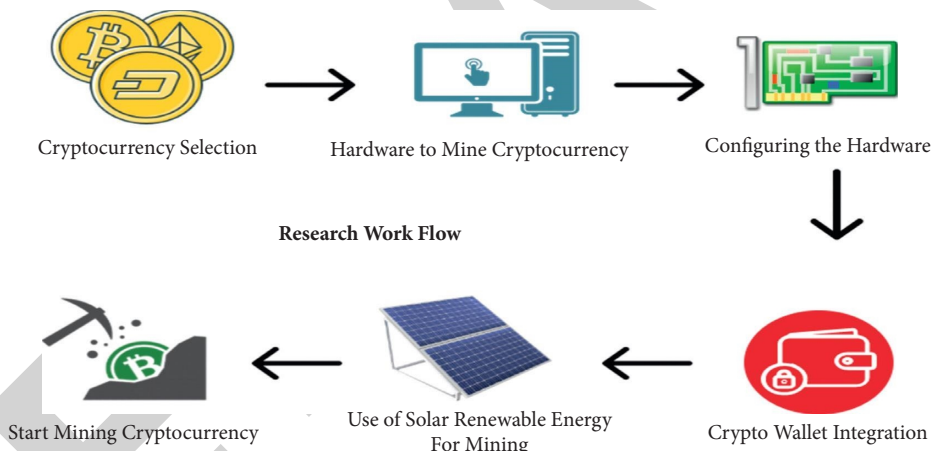 Cryptocurrency Selection
Hardware to Mine Cryptocurrency
Configuring the Hardware
Research Work Flow
Start Mining Cryptocurrency
Use of Solar Renewable Energy
For Mining
Crypto Wallet Integration